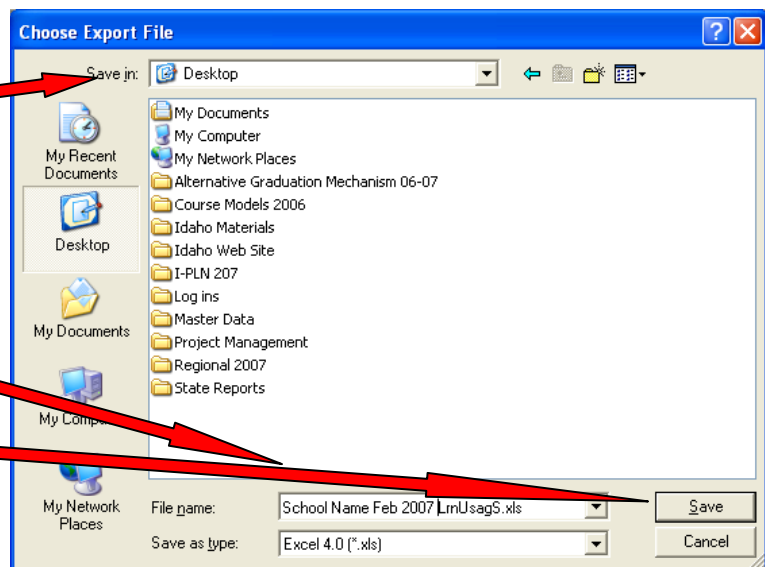 Choose Export File
Save in:
Desktop
My Recent
Documents
Desktop
My Documents
My Compu
My Network
Places
My Documents
My Computer
My Network Places
Alternative Graduation Mechanism 06-07
Course Models 2006
Idaho Materials
Idaho Web Site
I-PLN 207
Log ins
Master Data
Project Management
Regional 2007
State Reports
File name:
School Name Feb 2007 LrnUsagS.xls
Save
Save as type:
Excel 4.0 (*.xls)
Cancel